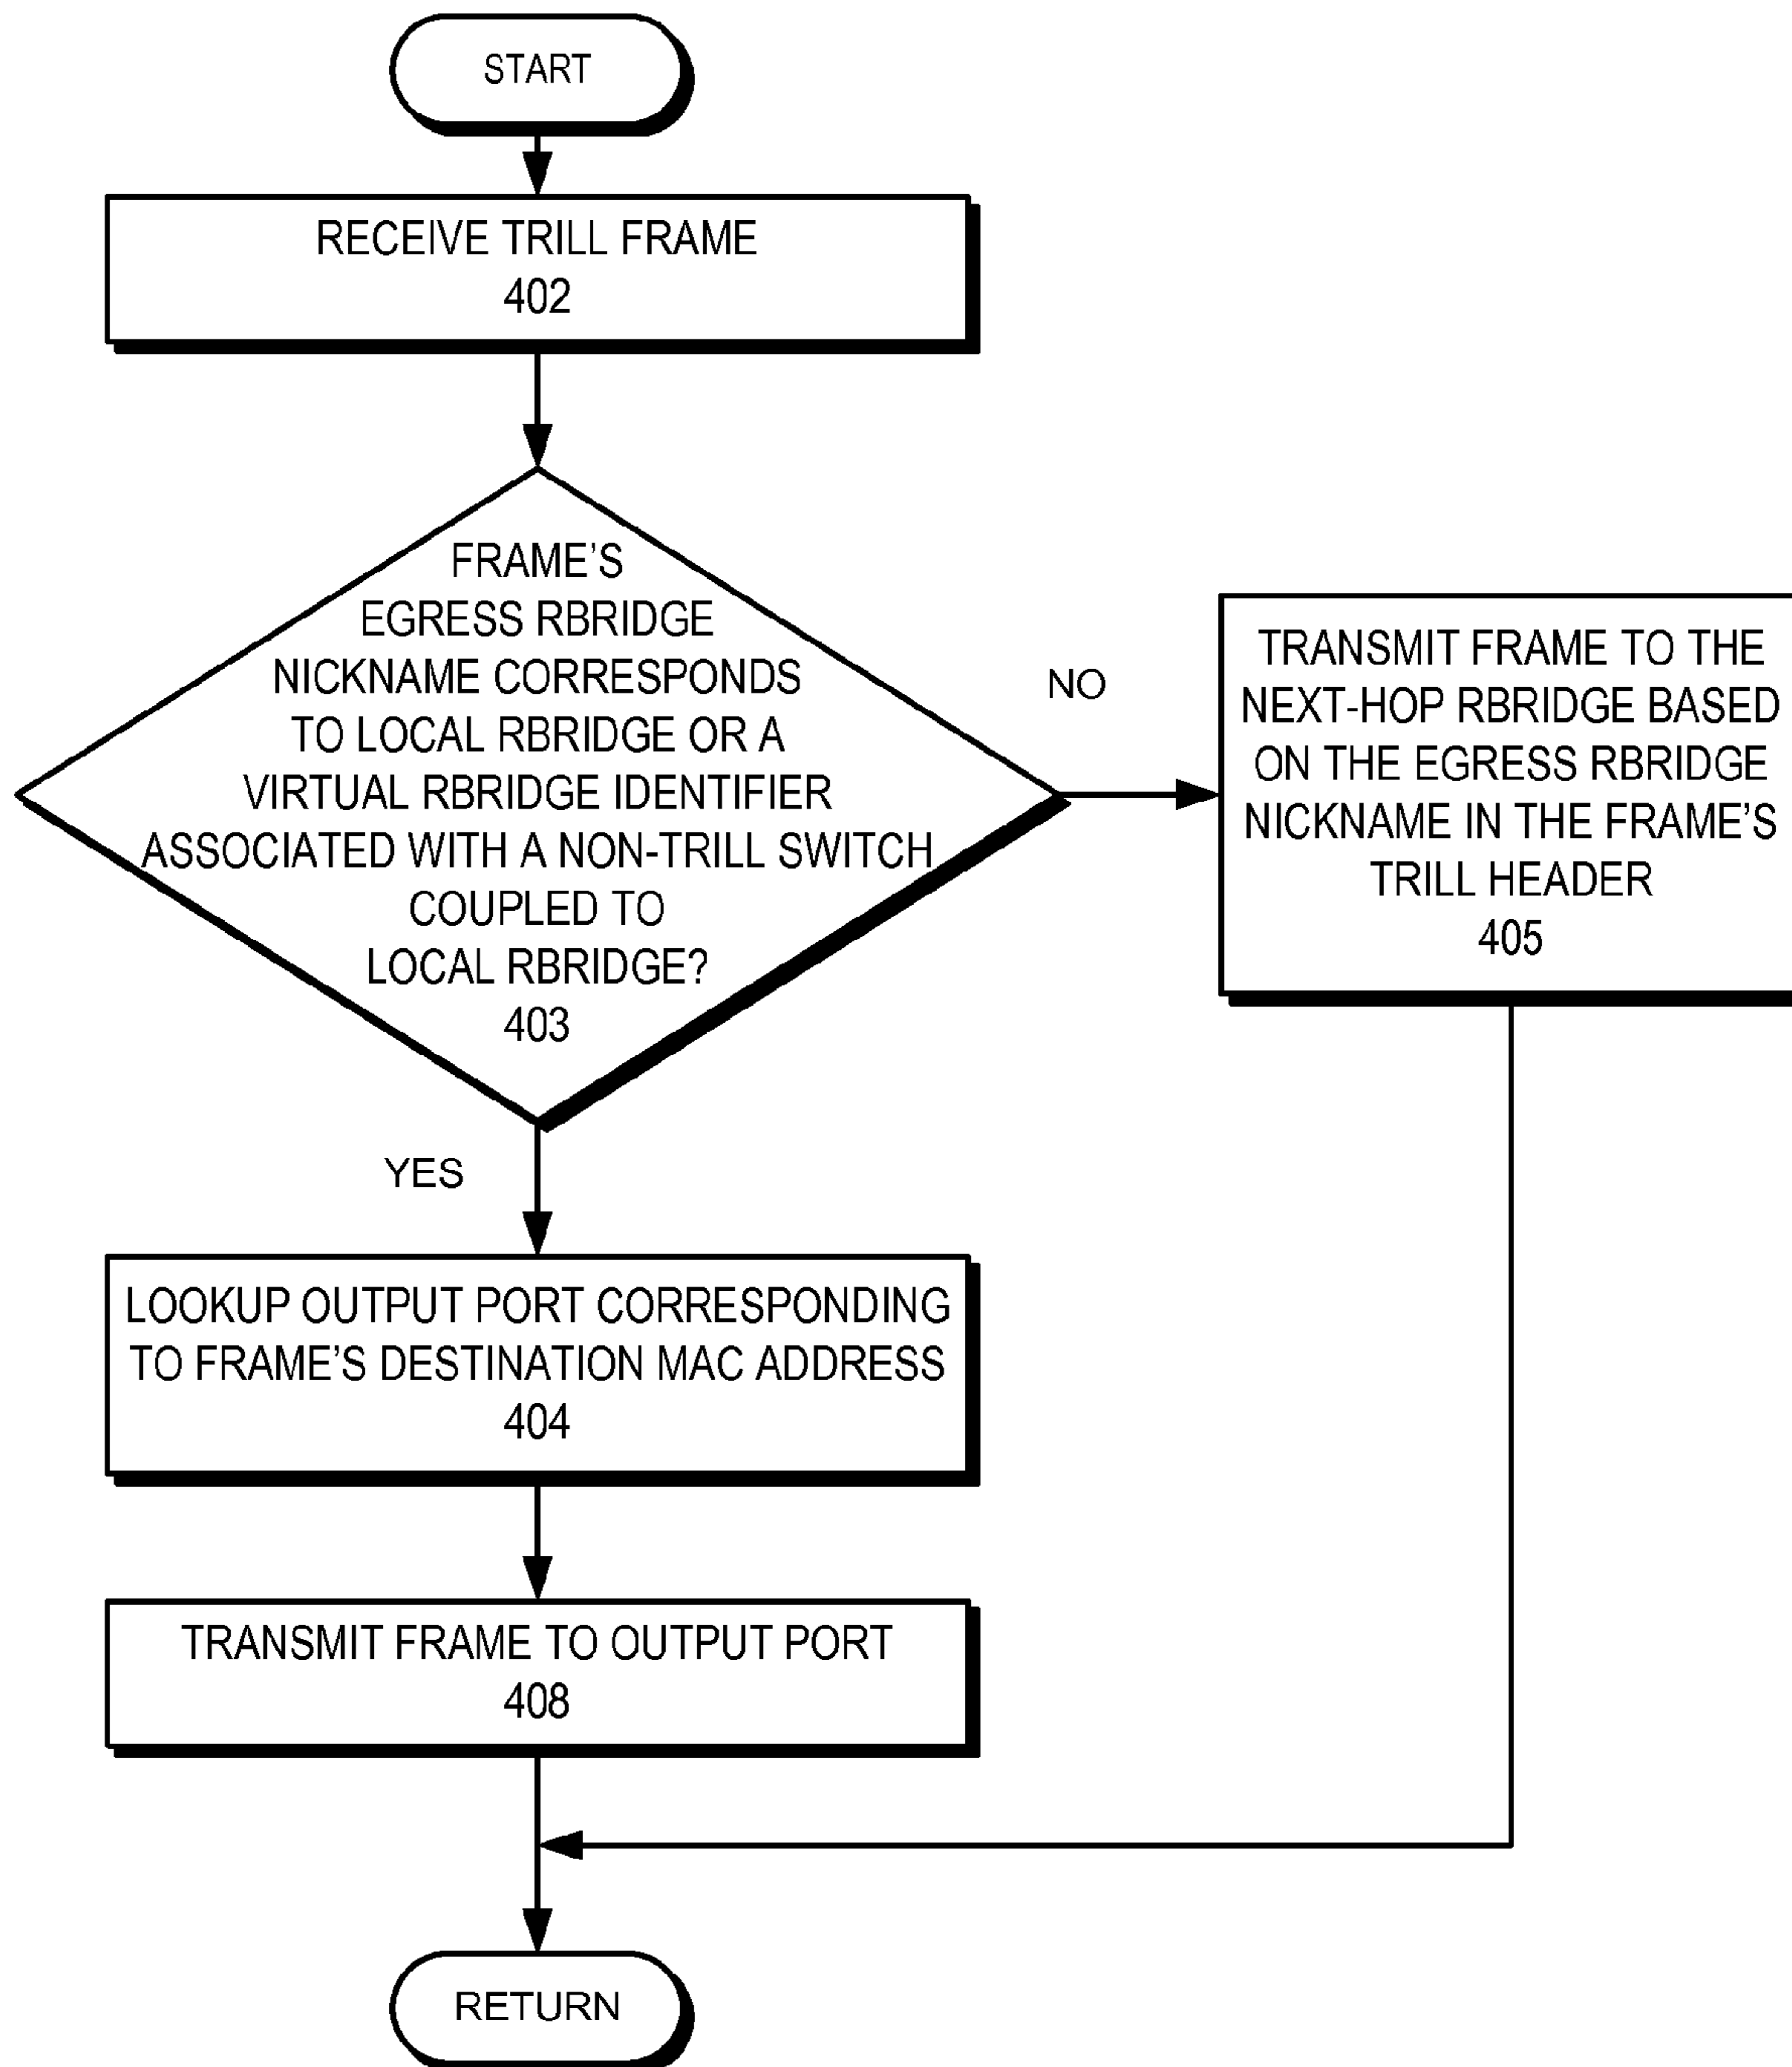 START
RECEIVE TRILL FRAME
402
FRAME'S
EGRESS RBRIDGE
NICKNAME CORRESPONDS
TO LOCAL RBRIDGE OR A
VIRTUAL RBRIDGE IDENTIFIER
ASSOCIATED WITH A NON-TRILL SWITCH
COUPLED TO
LOCAL RBRIDGE?
403
NO
TRANSMIT FRAME TO THE
NEXT-HOP RBRIDGE BASED
ON THE EGRESS RBRIDGE
NICKNAME IN THE FRAME'S
TRILL HEADER
405
YES
LOOKUP OUTPUT PORT CORRESPONDING
TO FRAME'S DESTINATION MAC ADDRESS
404
TRANSMIT FRAME TO OUTPUT PORT
408
RETURN